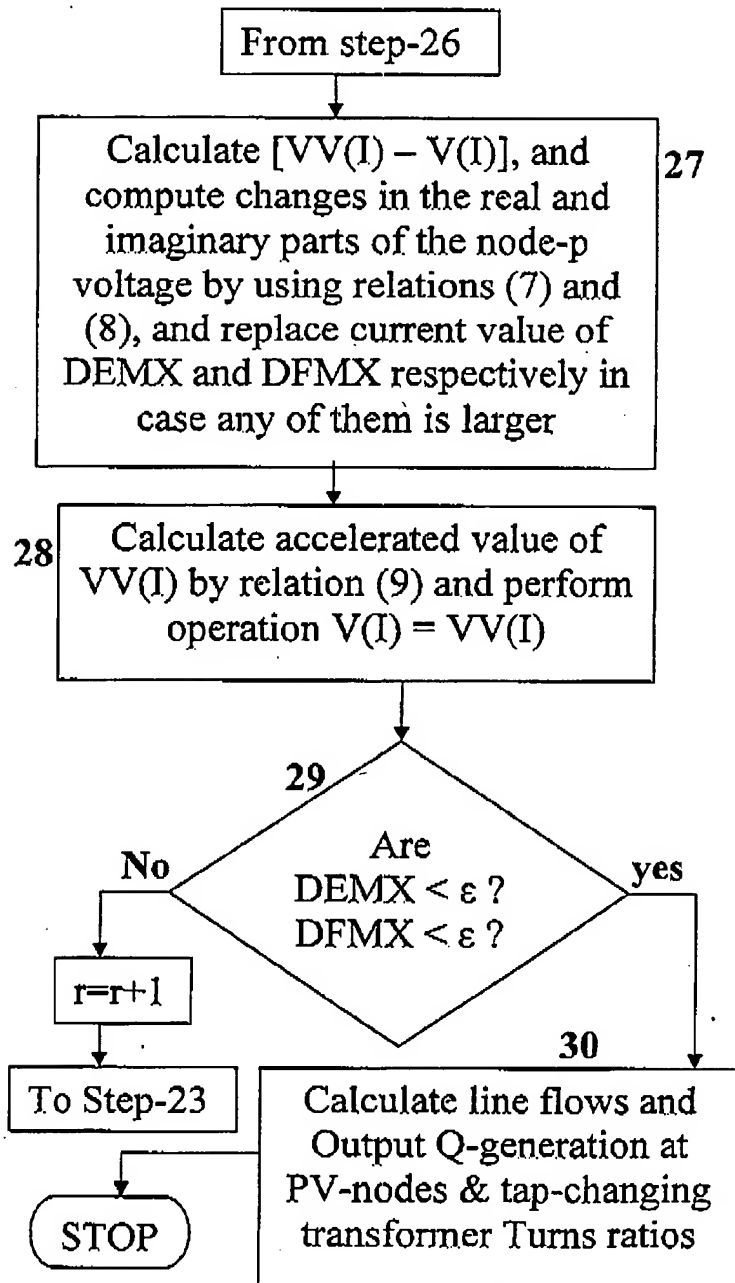 From step-26
Calculate [VV(I) – V(I)], and
compute changes in the real and
imaginary parts of the node-p
voltage by using relations (7) and
(8), and replace current value of
DEMX and DFMX respectively in
case any of them is larger
27
28
Calculate accelerated value of
VV(I) by relation (9) and perform
operation V(I) = VV(I)
29
Are
DEMX < ε ?
DFMX < ε ?
No
yes
r=r+1
To Step-23
30
Calculate line flows and
Output Q-generation at
PV-nodes & tap-changing
transformer Turns ratios
STOP